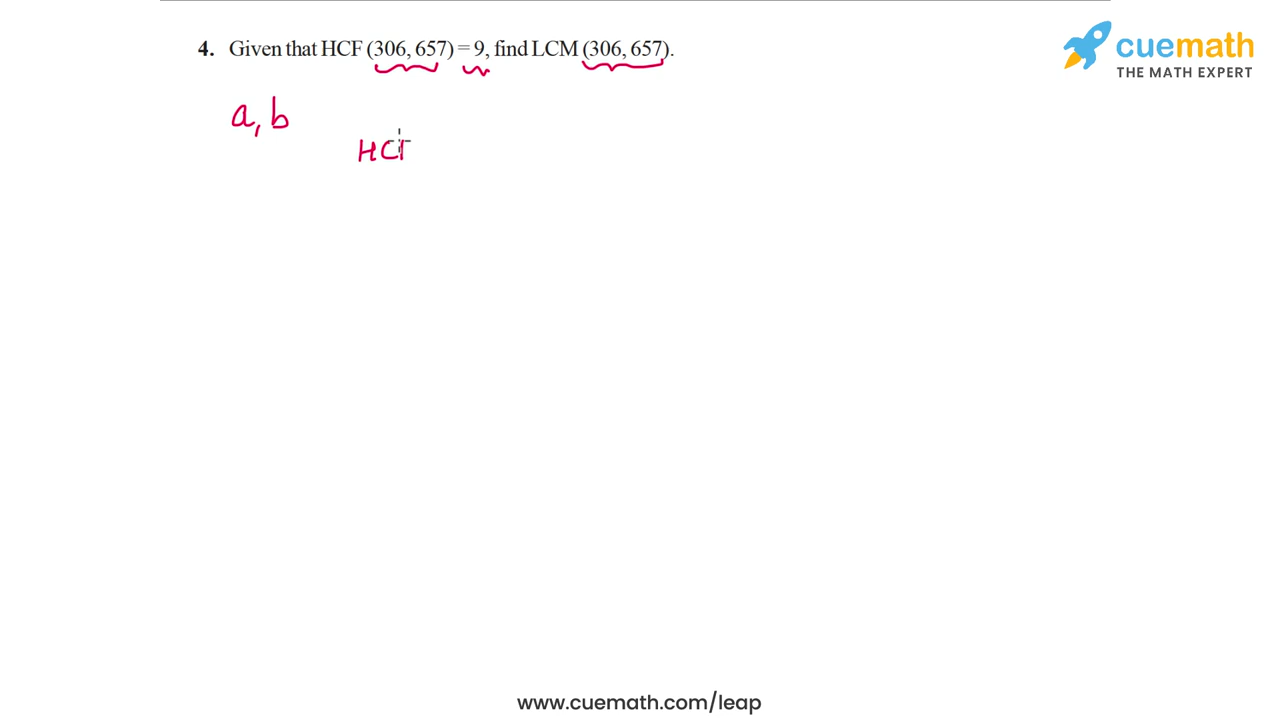 4. Given that HCF (306, 657) = 9, find LCM (306, 657).
cuemath
THE MATH EXPERT
a, b
HCF
www.cuemath.com/leap